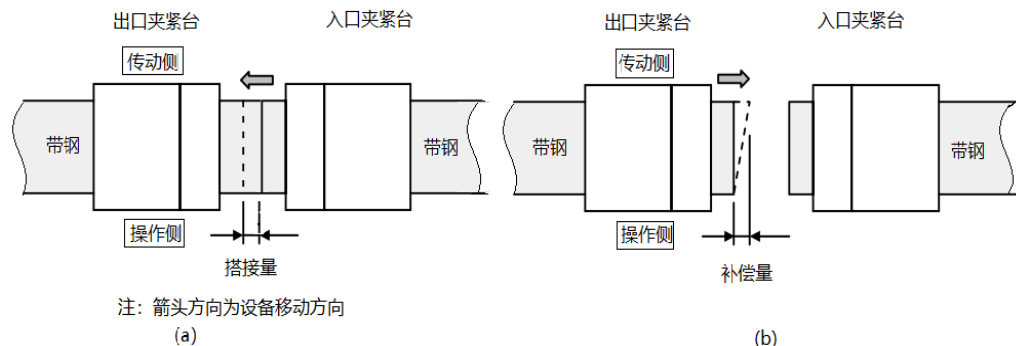 出口夹紧台
入口夹紧台
传动侧
带钢
带钢
操作侧
搭接量
注：箭头方向为设备移动方向
(a)
出口夹紧台
入口夹紧台
传动侧
带钢
带钢
操作侧
补偿量
(b)